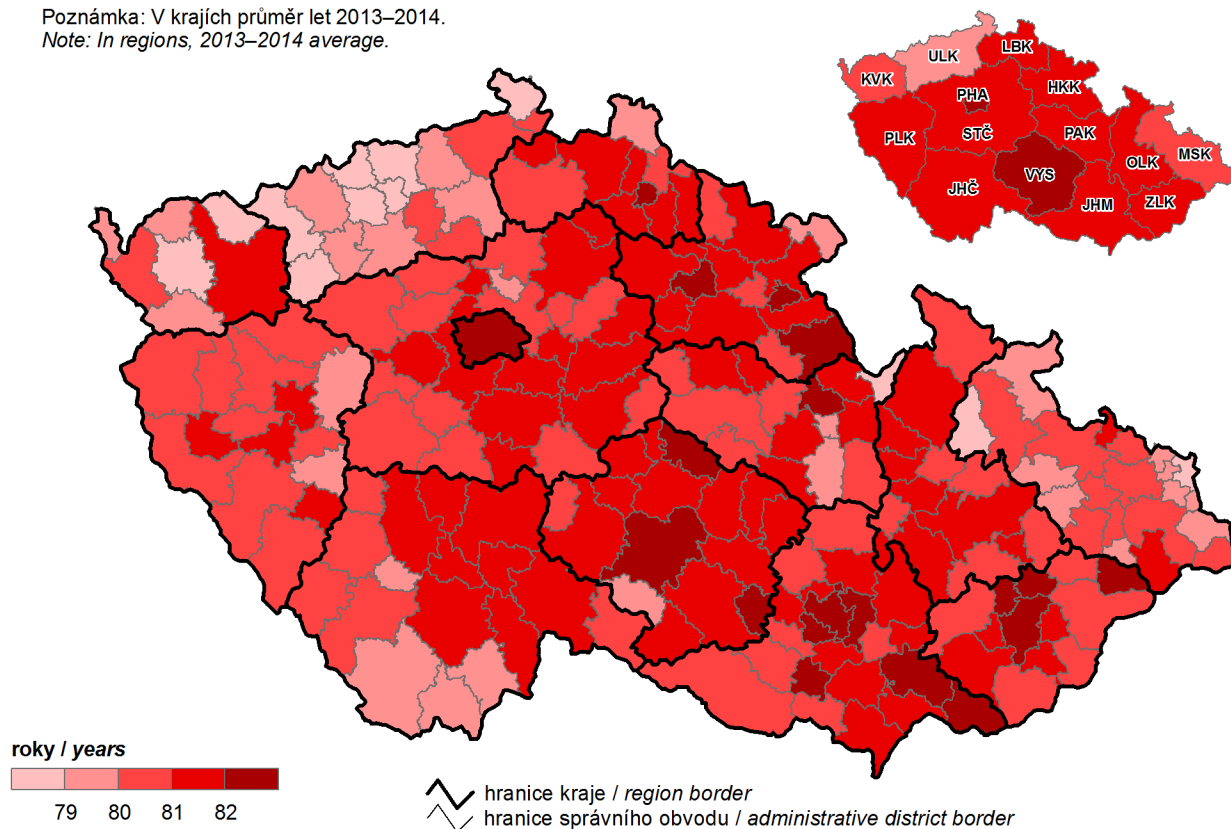 Poznámka: V krajích průměr let 2013–2014.
Note: In regions, 2013–2014 average.
LBK
ULK
KVK
HKK
PHA
STČ
PLK
PAK
MSK
OLK
VYS
JHČ
ZLK
JHM
roky / years
79 80 81 82
hranice kraje / region border
hranice správního obvodu / administrative district border